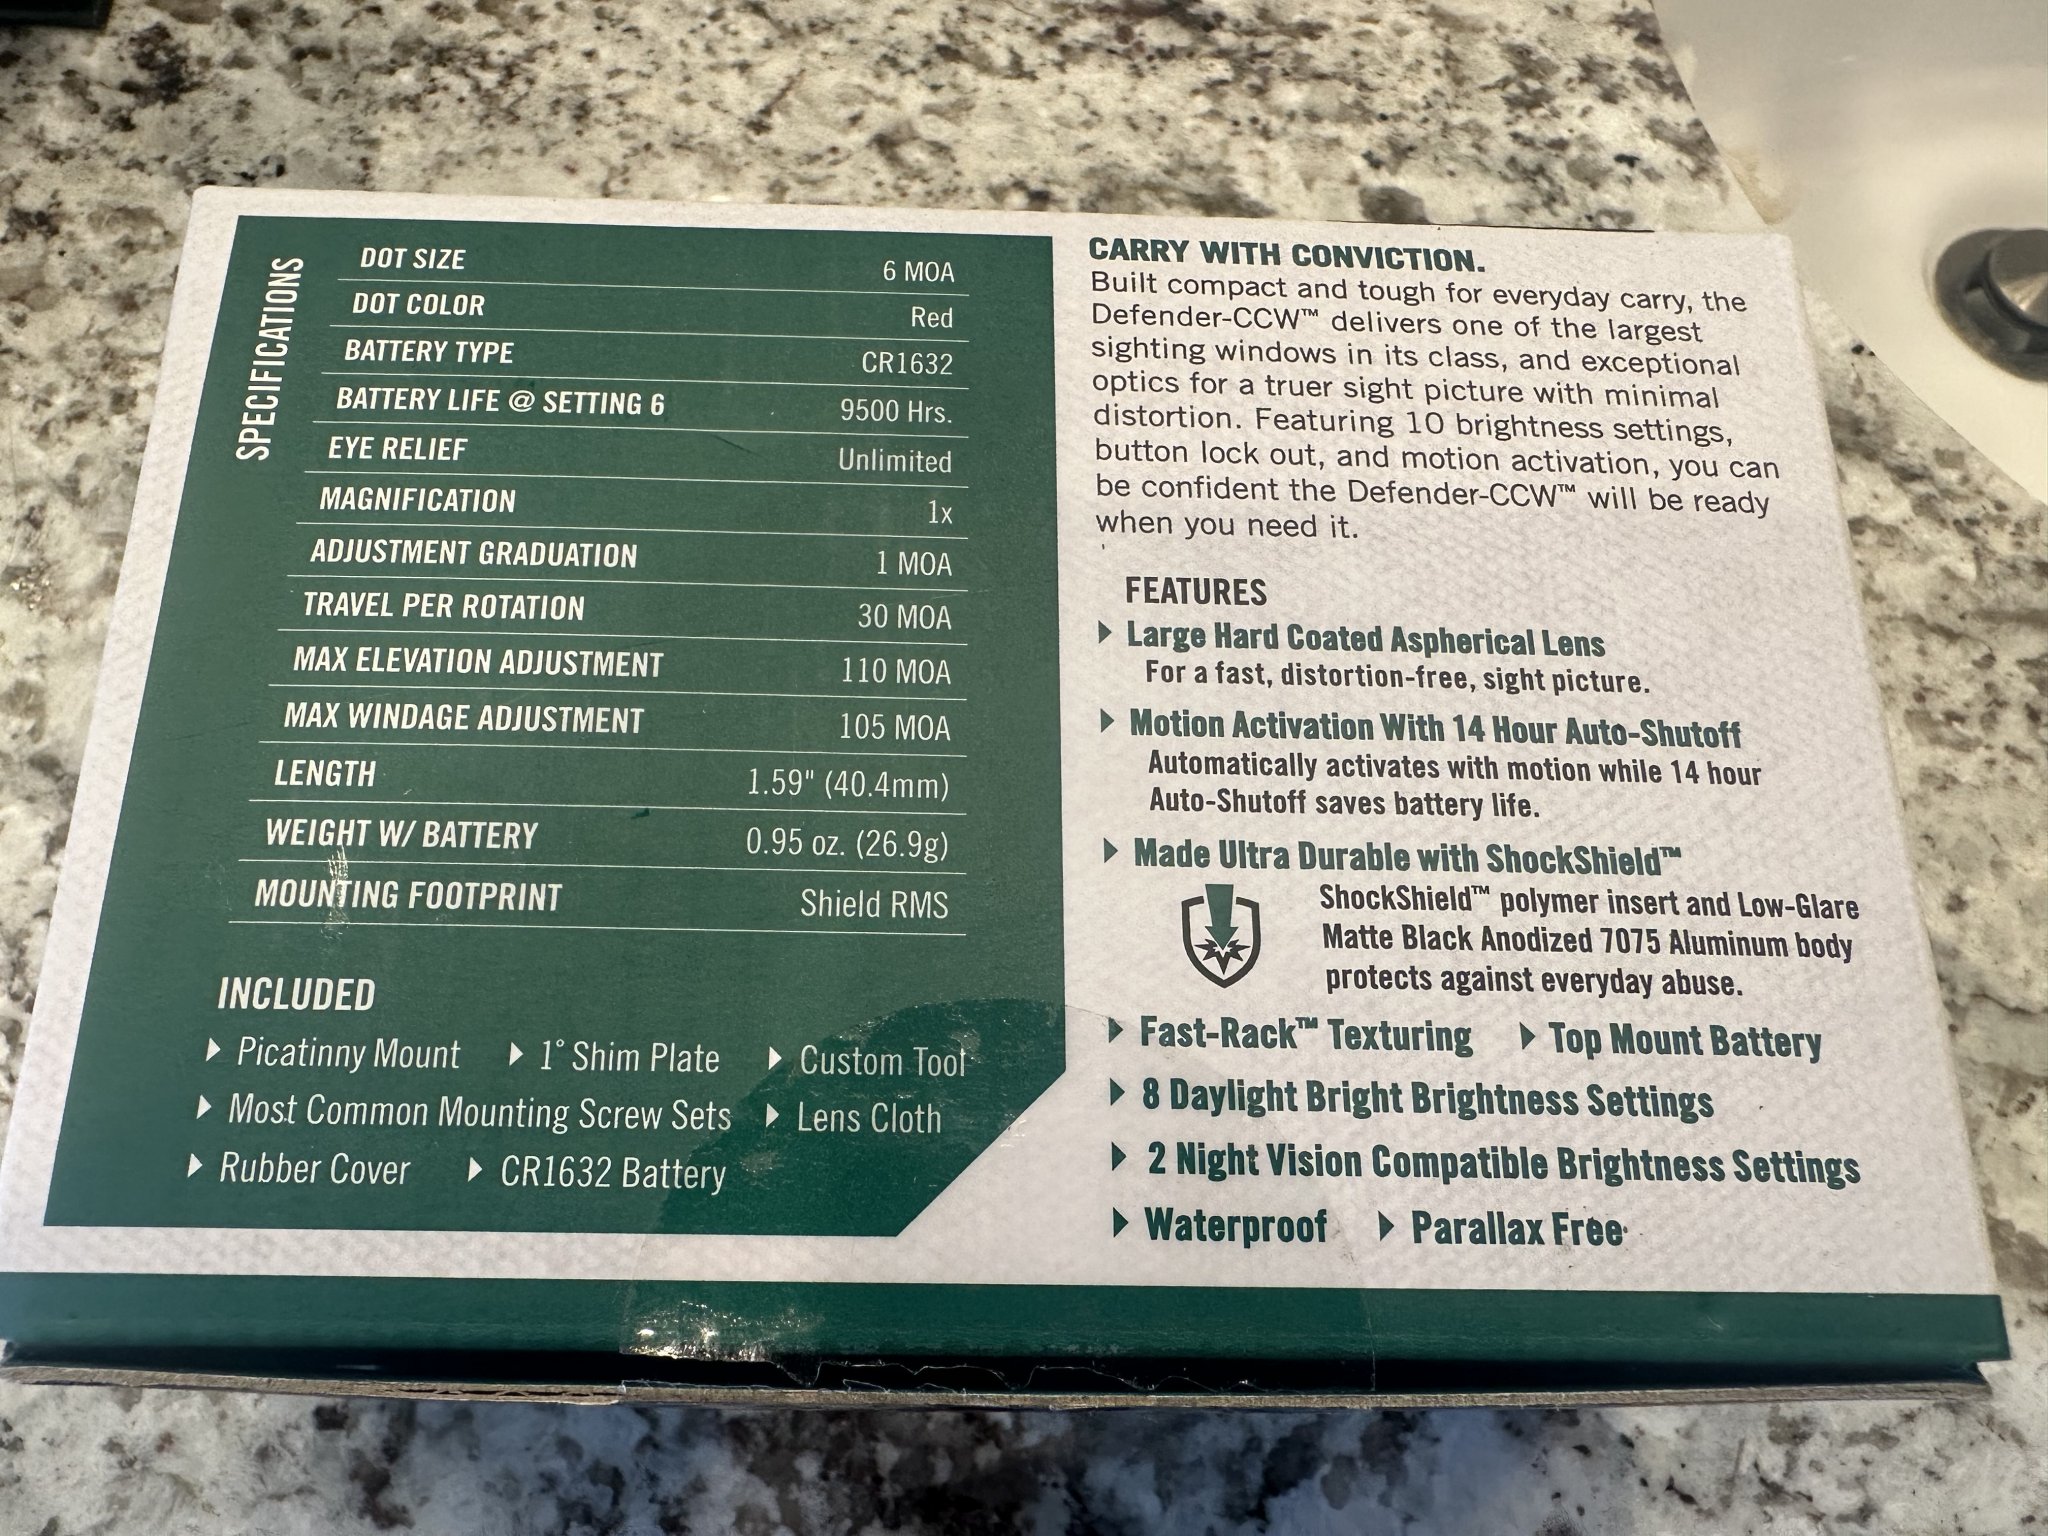 SPECIFICATIONS
DOT SIZE 6 MOA
DOT COLOR Red
BATTERY TYPE CR1632
BATTERY LIFE @ SETTING 6 9500 Hrs.
EYE RELIEF Unlimited
MAGNIFICATION 1x
ADJUSTMENT GRADUATION 1 MOA
TRAVEL PER ROTATION 30 MOA
MAX ELEVATION ADJUSTMENT 110 MOA
MAX WINDAGE ADJUSTMENT 105 MOA
LENGTH 1.59" (40.4mm)
WEIGHT W/ BATTERY 0.95 oz. (26.9g)
MOUNTING FOOTPRINT Shield RMS
INCLUDED
Picatinny Mount 1° Shim Plate Custom Tool
Most Common Mounting Screw Sets Lens Cloth
Rubber Cover CR1632 Battery
CARRY WITH CONVICTION.
Built compact and tough for everyday carry, the
Defender-CCW™ delivers one of the largest
sighting windows in its class, and exceptional
optics for a truer sight picture with minimal
distortion. Featuring 10 brightness settings,
button lock out, and motion activation, you can
be confident the Defender-CCW™ will be ready
when you need it.
FEATURES
Large Hard Coated Aspherical Lens
For a fast, distortion-free, sight picture.
Motion Activation With 14 Hour Auto-Shutoff
Automatically activates with motion while 14 hour
Auto-Shutoff saves battery life.
Made Ultra Durable with ShockShield™
ShockShield™ polymer insert and Low-Glare
Matte Black Anodized 7075 Aluminum body
protects against everyday abuse.
Fast-Rack™ Texturing Top Mount Battery
8 Daylight Bright Brightness Settings
2 Night Vision Compatible Brightness Settings
Waterproof Parallax Free